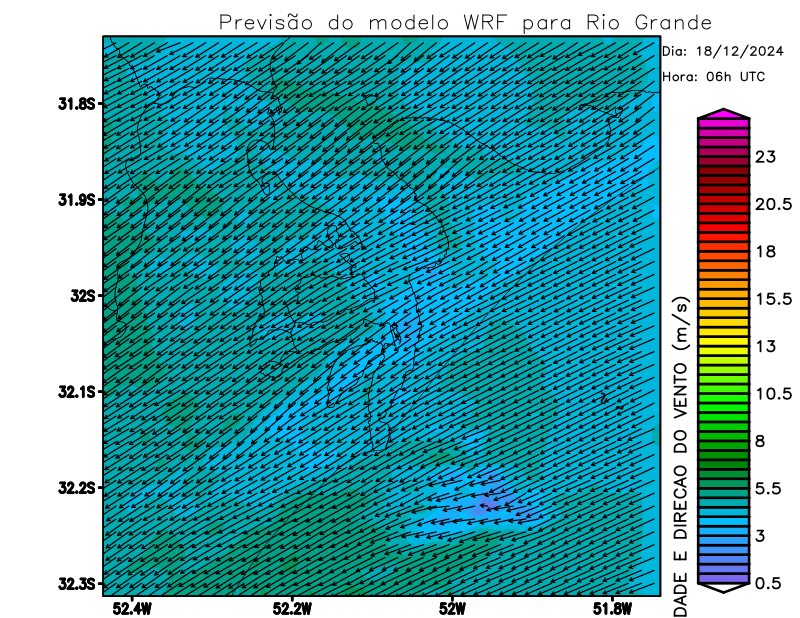 Previsão do modelo WRF para Rio Grande
Dia: 18/12/2024
Hora: 06h UTC
31.8S
31.9S
32S
32.1S
32.2S
32.3S
52.4W
52.2W
52W
51.8W
23
20.5
18
15.5
13
10.5
8
5.5
3
0.5
DADE E DIRECAO DO VENTO (m/s)